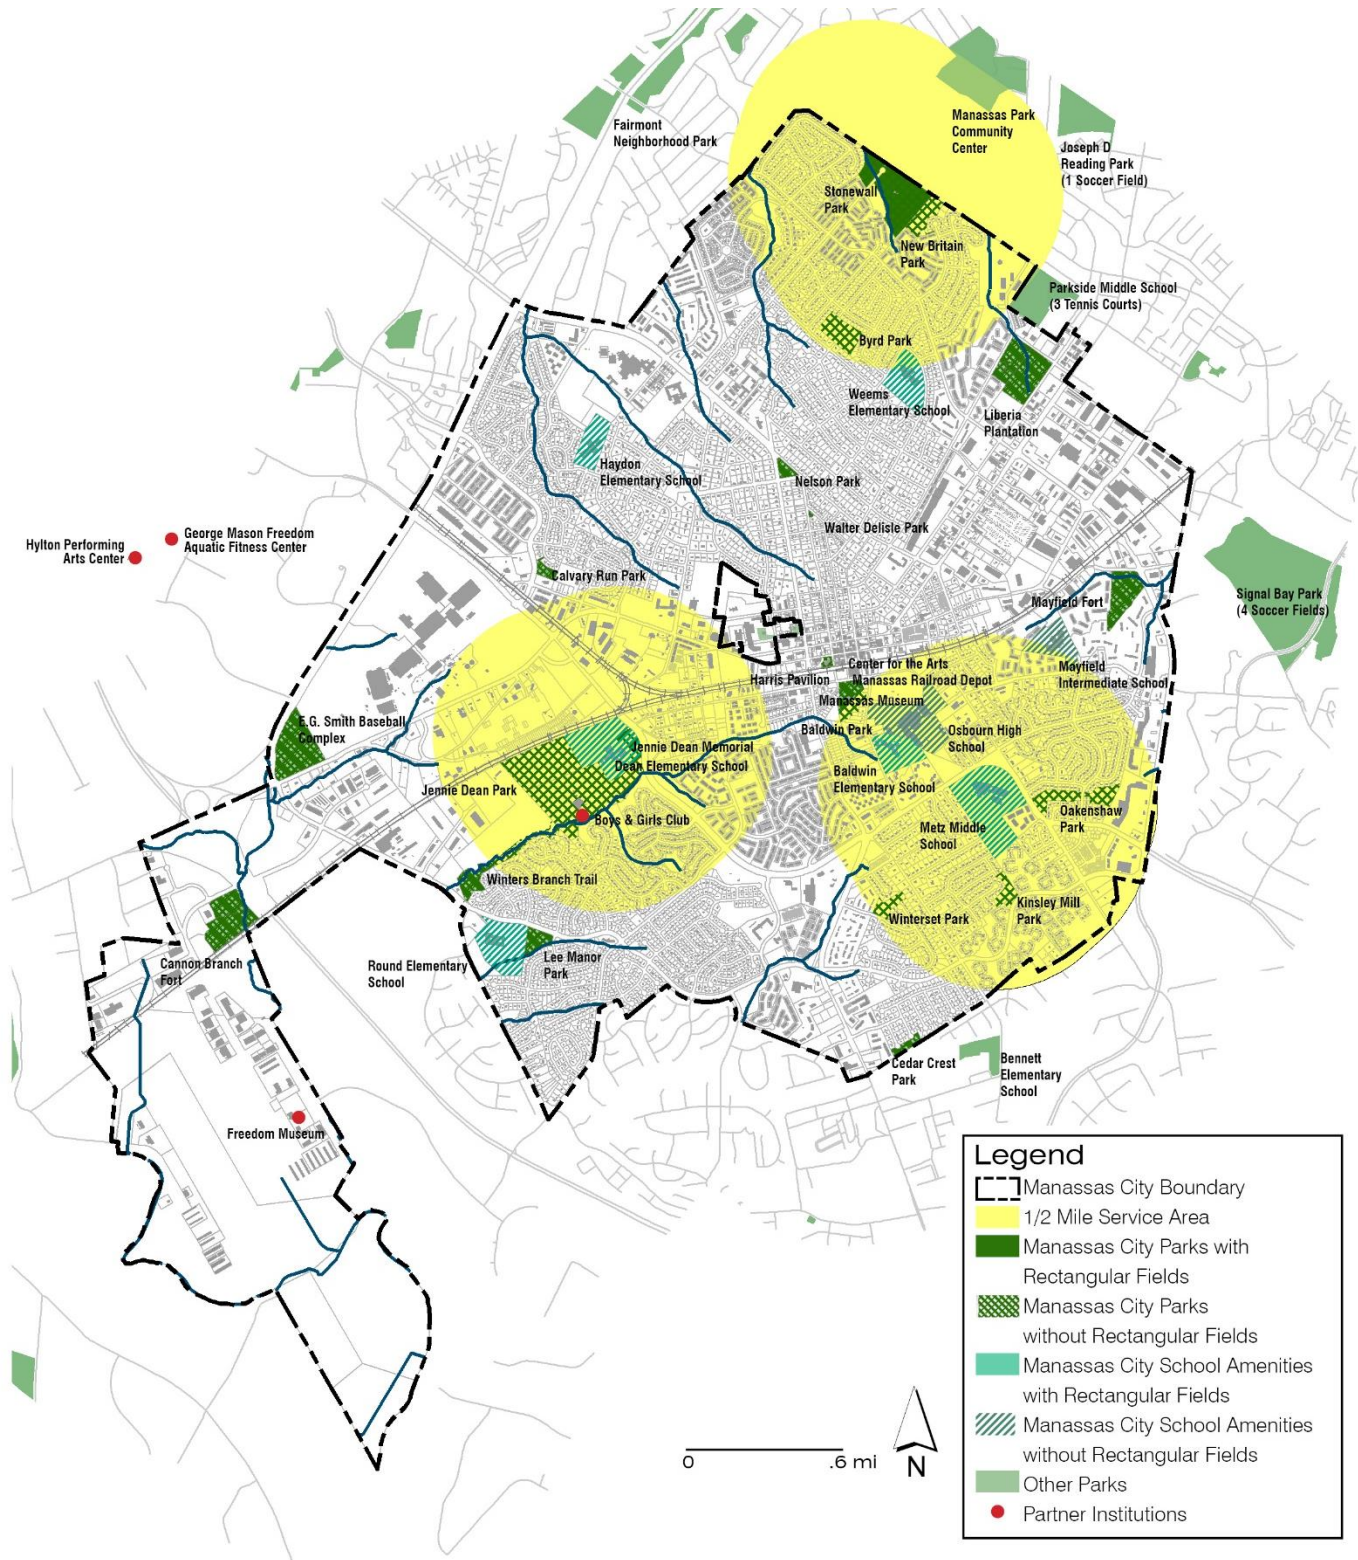 Fairmont
Neighborhood Park
Manassas Park
Community
Center
Joseph D
Reading Park
(1 Soccer Field)
Stonewall
Park
New Britain
Park
Parkside Middle School
(3 Tennis Courts)
Byrd Park
Weems
Elementary School
Liberia
Plantation
Haydon
Elementary School
Nelson Park
Walter Delisle Park
George Mason Freedom
Aquatic Fitness Center
Hylton Performing
Arts Center
Calvary Run Park
Mayfield Fort
Signal Bay Park
(4 Soccer Fields)
Center for the Arts
Harris Pavilion
Manassas Railroad Depot
Mayfield
Intermediate School
Manassas Museum
E.G. Smith Baseball
Complex
Baldwin Park
Osbourn High
School
Jennie Dean Memorial
Dean Elementary School
Baldwin
Elementary School
Jennie Dean Park
Boys & Girls Club
Metz Middle
School
Oakenshaw
Park
Winters Branch Trail
Winterset Park
Kinsley Mill
Park
Cannon Branch
Fort
Round Elementary
School
Lee Manor
Park
Cedar Crest
Park
Bennett
Elementary
School
Freedom Museum
Legend
Manassas City Boundary
1/2 Mile Service Area
Manassas City Parks with
Rectangular Fields
Manassas City Parks
without Rectangular Fields
Manassas City School Amenities
with Rectangular Fields
Manassas City School Amenities
without Rectangular Fields
Other Parks
Partner Institutions
0 .6 mi
N